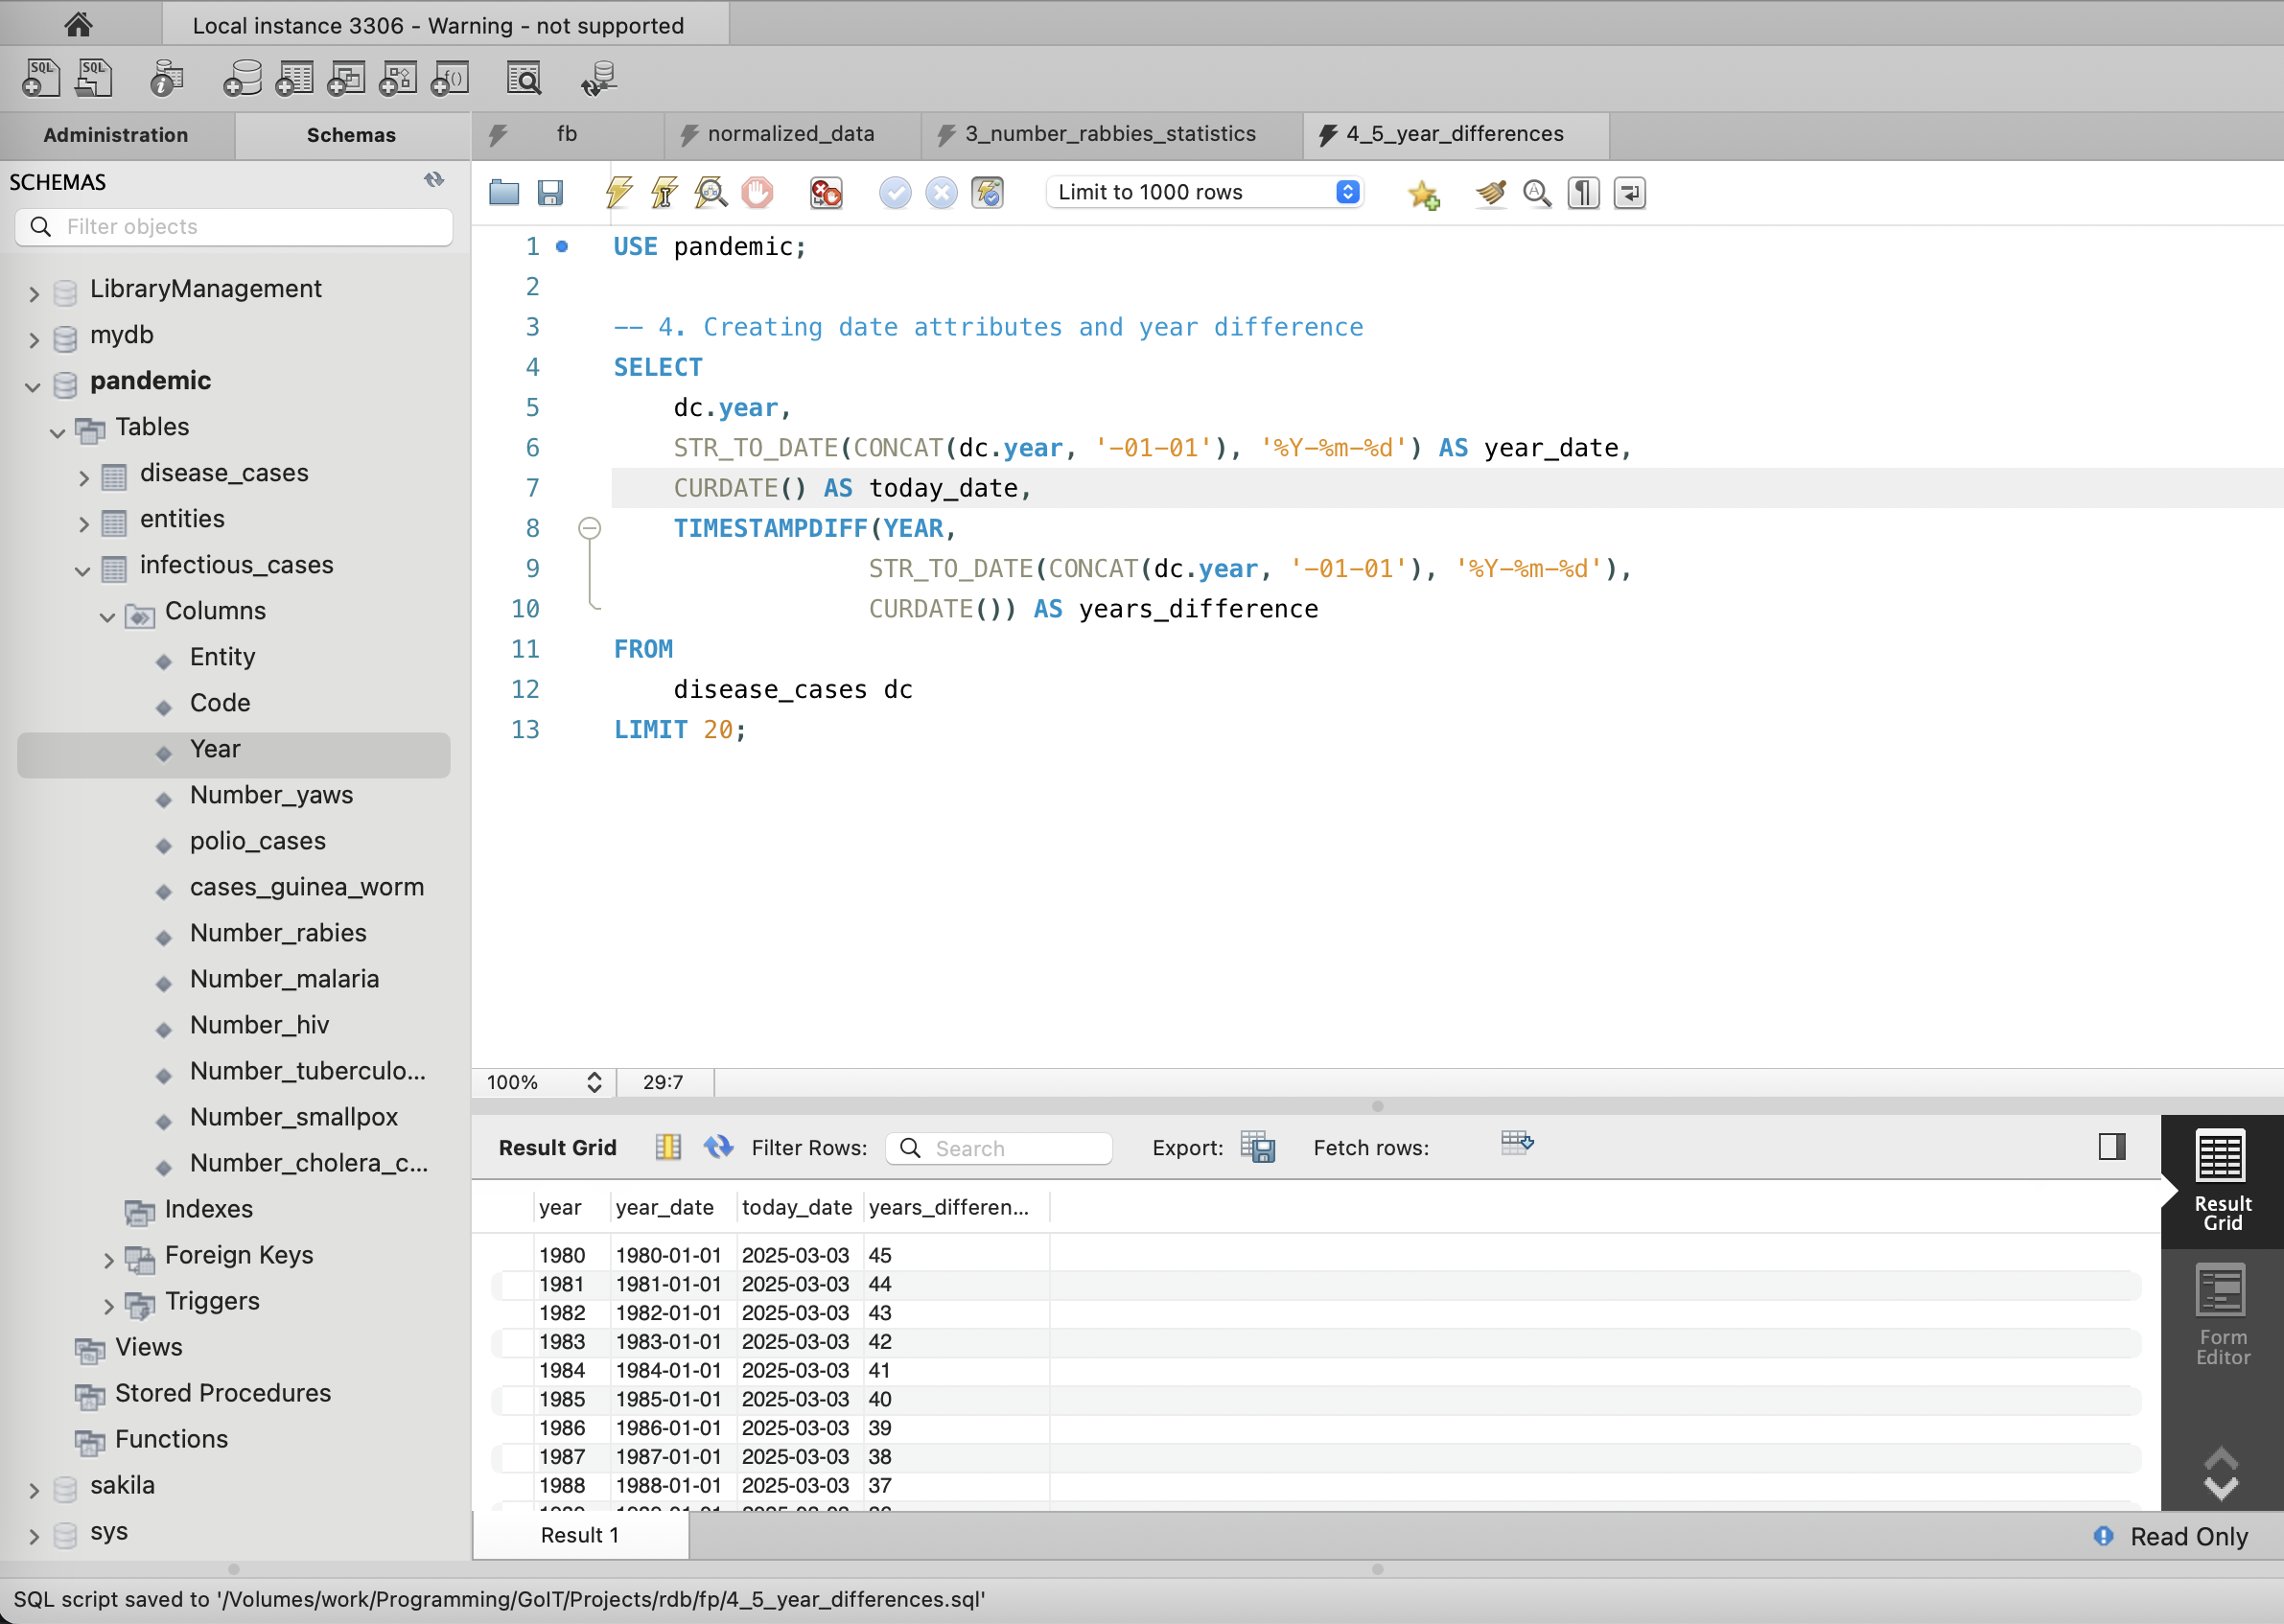 Local instance 3306 - Warning - not supported
Administration
Schemas
fb
normalized_data
3_number_rabbies_statistics
4_5_year_differences
SCHEMAS
Filter objects
LibraryManagement
mydb
pandemic
Tables
disease_cases
entities
infectious_cases
Columns
Entity
Code
Year
Number_yaws
polio_cases
cases_guinea_worm
Number_rabies
Number_malaria
Number_hiv
Number_tuberculo...
Number_smallpox
Number_cholera_c...
Indexes
Foreign Keys
Triggers
Views
Stored Procedures
Functions
sakila
sys
Limit to 1000 rows
1 USE pandemic;
2
3 -- 4. Creating date attributes and year difference
4 SELECT
5 dc.year,
6 STR_TO_DATE(CONCAT(dc.year, '-01-01'), '%Y-%m-%d') AS year_date,
7 CURDATE() AS today_date,
8 TIMESTAMPDIFF(YEAR,
9 STR_TO_DATE(CONCAT(dc.year, '-01-01'), '%Y-%m-%d'),
10 CURDATE()) AS years_difference
11 FROM
12 disease_cases dc
13 LIMIT 20;
100% 29:7
Result Grid Filter Rows: Search Export: Fetch rows:
year year_date today_date years_differen...
1980 1980-01-01 2025-03-03 45
1981 1981-01-01 2025-03-03 44
1982 1982-01-01 2025-03-03 43
1983 1983-01-01 2025-03-03 42
1984 1984-01-01 2025-03-03 41
1985 1985-01-01 2025-03-03 40
1986 1986-01-01 2025-03-03 39
1987 1987-01-01 2025-03-03 38
1988 1988-01-01 2025-03-03 37
Result
Grid
Form
Editor
Result 1
Read Only
SQL script saved to '/Volumes/work/Programming/GoIT/Projects/rdb/fp/4_5_year_differences.sql'